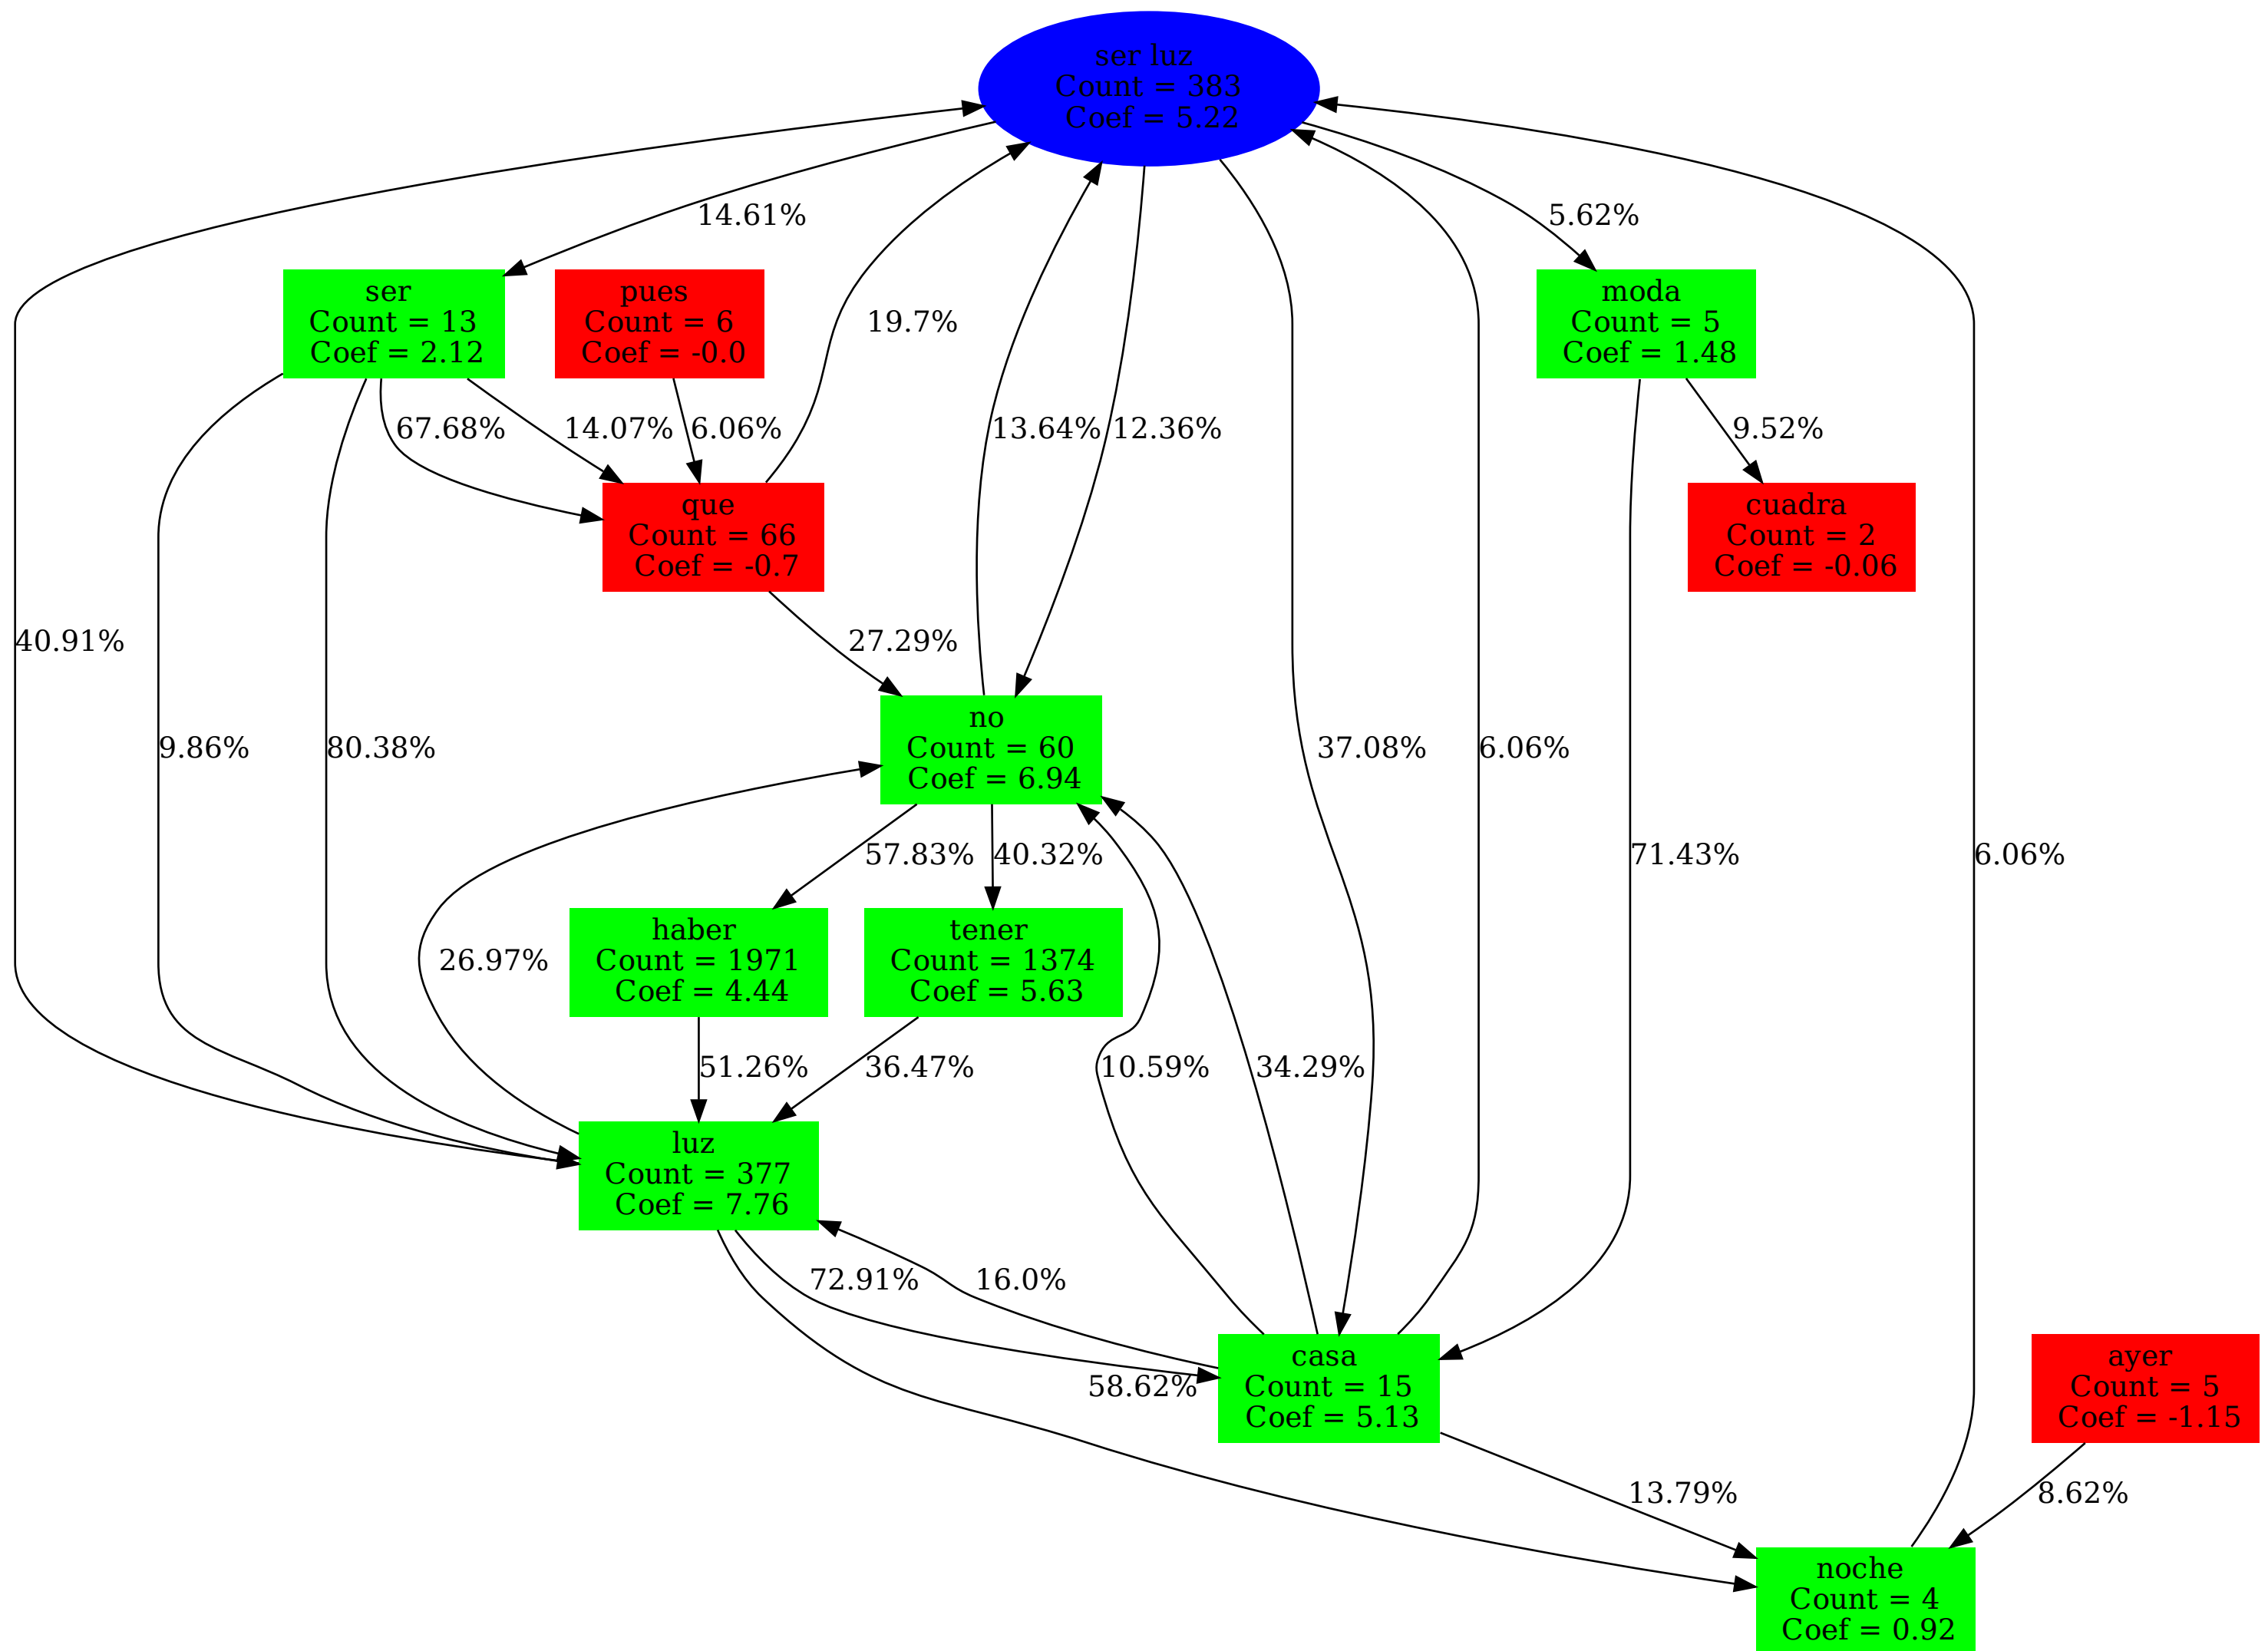 ser luz
Count = 383
Coef = 5.22
14.61%
5.62%
ser
Count = 13
Coef = 2.12
pues
Count = 6
Coef = -0.0
19.7%
moda
Count = 5
Coef = 1.48
67.68%
14.07%
6.06%
13.64%
12.36%
9.52%
que
Count = 66
Coef = -0.7
cuadra
Count = 2
Coef = -0.06
40.91%
27.29%
9.86%
80.38%
no
Count = 60
Coef = 6.94
37.08%
6.06%
57.83%
40.32%
71.43%
6.06%
26.97%
haber
Count = 1971
Coef = 4.44
tener
Count = 1374
Coef = 5.63
51.26%
36.47%
10.59%
34.29%
luz
Count = 377
Coef = 7.76
72.91%
16.0%
58.62%
casa
Count = 15
Coef = 5.13
ayer
Count = 5
Coef = -1.15
13.79%
8.62%
noche
Count = 4
Coef = 0.92